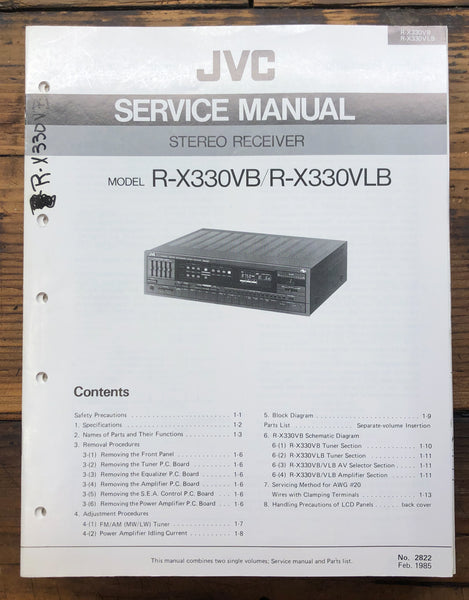 R-X330VB
R-X330VLB
JVC
SERVICE MANUAL
STEREO RECEIVER
MODEL R-X330VB/R-X330VLB
R-X330V
JVC
Contents
Safety Precautions . . . . . . . . . . . . . . . . . . . 1-1
1. Specifications . . . . . . . . . . . . . . . . . . . . 1-2
2. Names of Parts and Their Functions . . . . . . . . . 1-3
3. Removal Procedures
3-(1) Removing the Front Panel . . . . . . . . . . . 1-6
3-(2) Removing the Tuner P.C. Board . . . . . . . . 1-6
3-(3) Removing the Equalizer P.C. Board . . . . . . 1-6
3-(4) Removing the Amplifier P.C. Board . . . . . . 1-6
3-(5) Removing the S.E.A. Control P.C. Board . . . 1-6
3-(6) Removing the Power Amplifier P.C. Board . . 1-6
4. Adjustment Procedures
4-(1) FM/AM (MW/LW) Tuner . . . . . . . . . . . . 1-7
4-(2) Power Amplifier Idling Current . . . . . . . . 1-8
5. Block Diagram . . . . . . . . . . . . . . . . . . . . 1-9
Parts List . . . . . . . . . . Separate-volume Insertion
6. R-X330VB Schematic Diagram
6-(1) R-X330VB Tuner Section . . . . . . . . . . . . 1-10
6-(2) R-X330VLB Tuner Section . . . . . . . . . . . 1-11
6-(3) R-X330VB/VLB AV Selector Section . . . . . 1-11
6-(4) R-X330VB/VLB Amplifier Section . . . . . . . 1-11
7. Servicing Method for AWG #20
Wires with Clamping Terminals . . . . . . . . . . . 1-13
8. Handling Precautions of LCD Panels . . . . . back cover
This manual combines two single volumes; Service manual and Parts list.
No. 2822
Feb. 1985